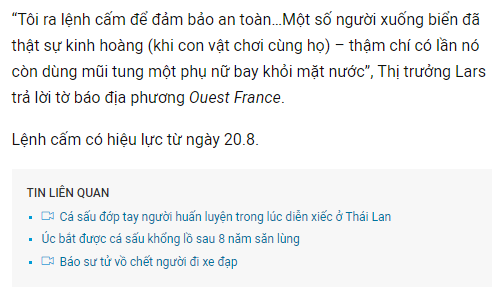 “Tôi ra lệnh cấm để đảm bảo an toàn...Một số người xuống biển đã
thật sự kinh hoàng (khi con vật chơi cùng họ) – thậm chí có lần nó
còn dùng mũi tung một phụ nữ bay khỏi mặt nước”, Thị trưởng Lars
trả lời tờ báo địa phương Ouest France.
Lệnh cấm có hiệu lực từ ngày 20.8.
TIN LIÊN QUAN
Cá sấu đớp tay người huấn luyện trong lúc diễn xiếc ở Thái Lan
Úc bắt được cá sấu khổng lồ sau 8 năm săn lùng
Báo sư tử vồ chết người đi xe đạp